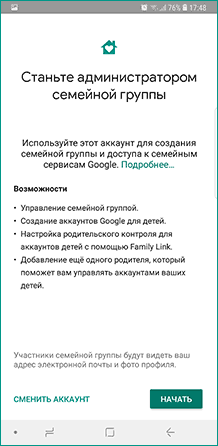 76% 17:48
Станьте администратором
семейной группы
Используйте этот аккаунт для создания
семейной группы и доступа к семейным
сервисам Google. Подробнее...
Возможности
• Управление семейной группой.
• Создание аккаунтов Google для детей.
• Настройка родительского контроля для
аккаунтов детей с помощью Family Link.
• Добавление ещё одного родителя, который
поможет вам управлять аккаунтами ваших
детей.
Участники семейной группы будут видеть ваш
адрес электронной почты и фото профиля.
СМЕНИТЬ АККАУНТ НАЧАТЬ